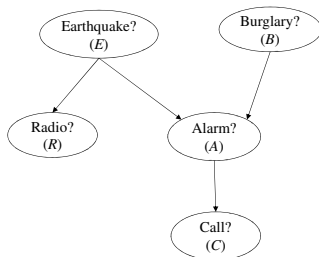 Earthquake?
(E)
Burglary?
(B)
Radio?
(R)
Alarm?
(A)
Call?
(C)